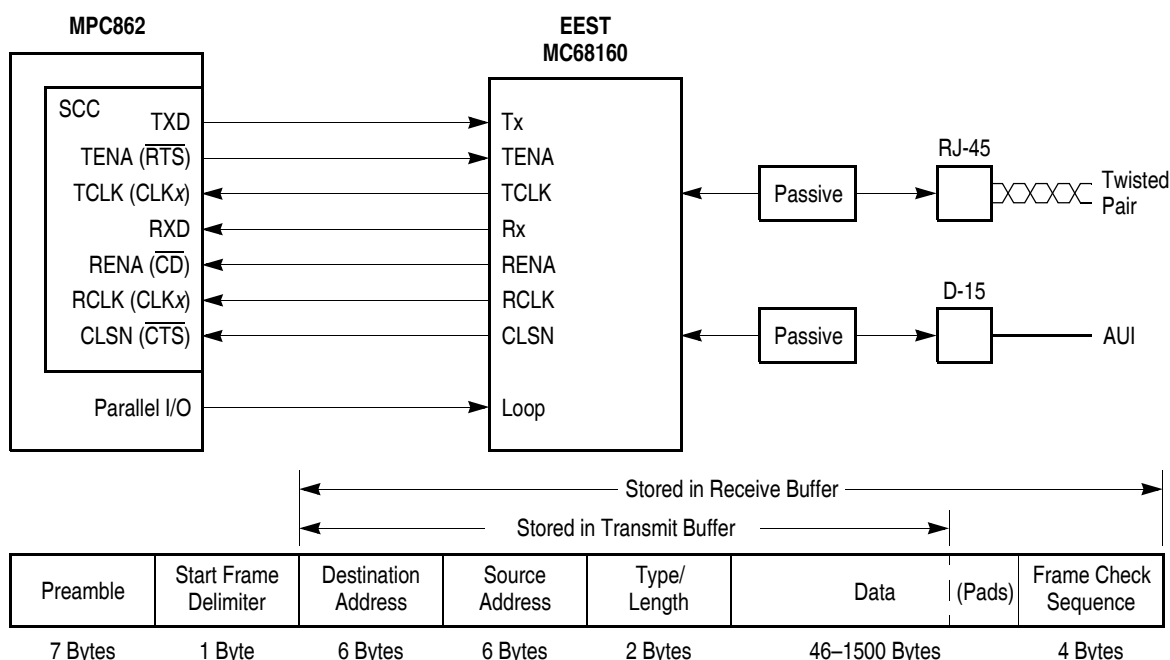 MPC862
EEST
MC68160
SCC
TXD
Tx
TENA (RTS)
TENA
TCLK (CLKx)
TCLK
RXD
Rx
RENA (CD)
RENA
RCLK (CLKx)
RCLK
CLSN (CTS)
CLSN
Parallel I/O
Loop
Passive
RJ-45
Twisted
Pair
Passive
D-15
AUI
Stored in Receive Buffer
Stored in Transmit Buffer
Preamble
Start Frame
Delimiter
Destination
Address
Source
Address
Type/
Length
Data
(Pads)
Frame Check
Sequence
7 Bytes
1 Byte
6 Bytes
6 Bytes
2 Bytes
46–1500 Bytes
4 Bytes